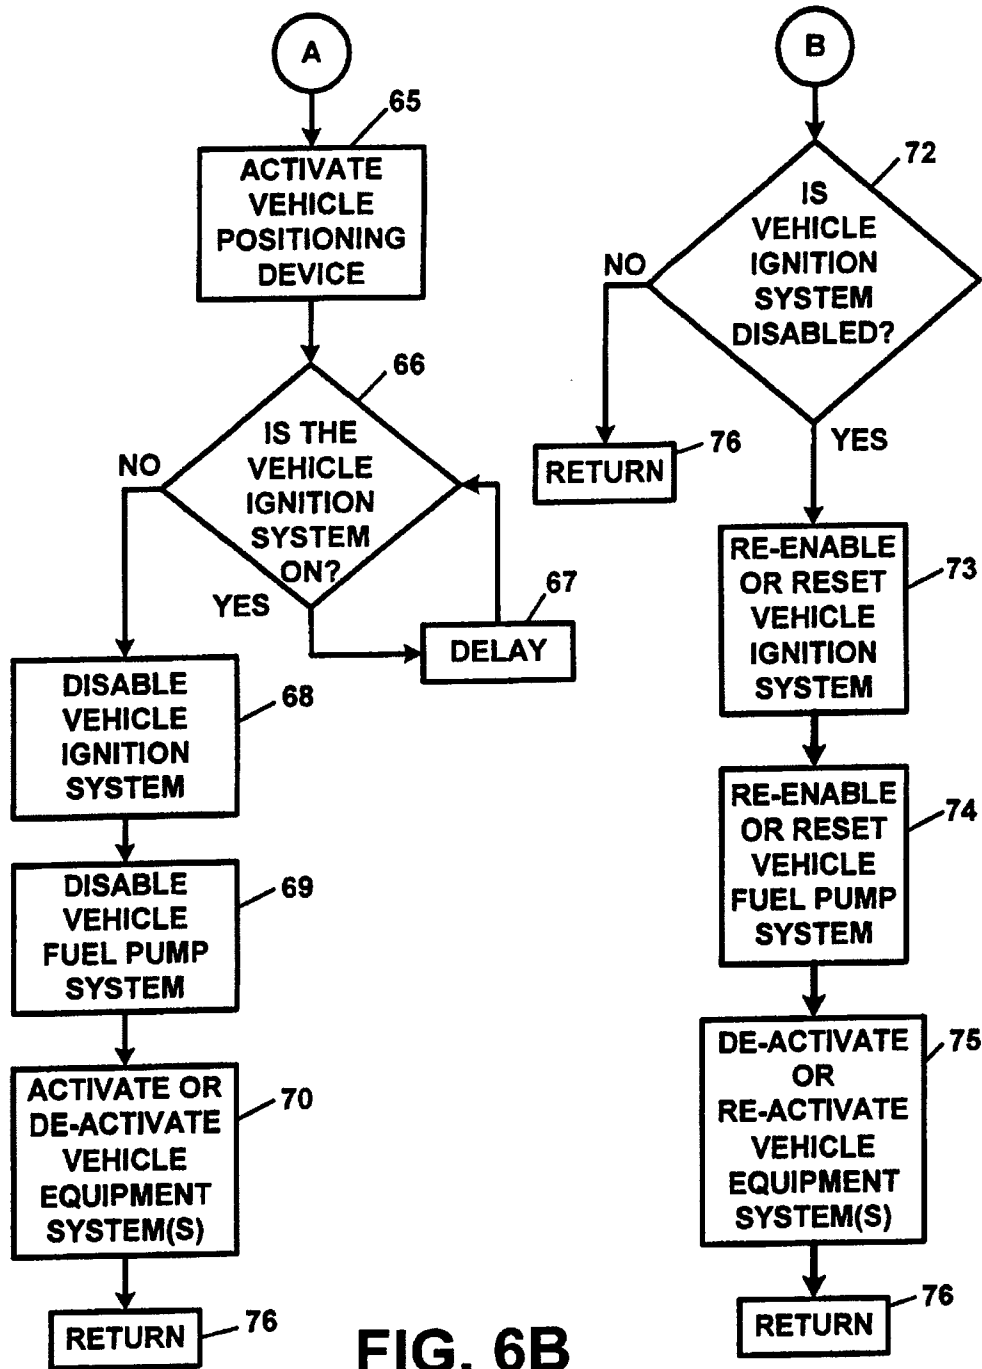 A
65
ACTIVATE
VEHICLE
POSITIONING
DEVICE
66
IS THE
VEHICLE
IGNITION
SYSTEM
ON?
NO
YES
67
DELAY
DISABLE
VEHICLE
IGNITION
SYSTEM
68
DISABLE
VEHICLE
FUEL PUMP
SYSTEM
69
ACTIVATE OR
DE-ACTIVATE
VEHICLE
EQUIPMENT
SYSTEM(S)
70
RETURN
76
B
72
IS
VEHICLE
IGNITION
SYSTEM
DISABLED?
NO
YES
76
RETURN
RE-ENABLE
OR RESET
VEHICLE
IGNITION
SYSTEM
73
RE-ENABLE
OR RESET
VEHICLE
FUEL PUMP
SYSTEM
74
DE-ACTIVATE
OR
RE-ACTIVATE
VEHICLE
EQUIPMENT
SYSTEM(S)
75
RETURN
76
FIG. 6B